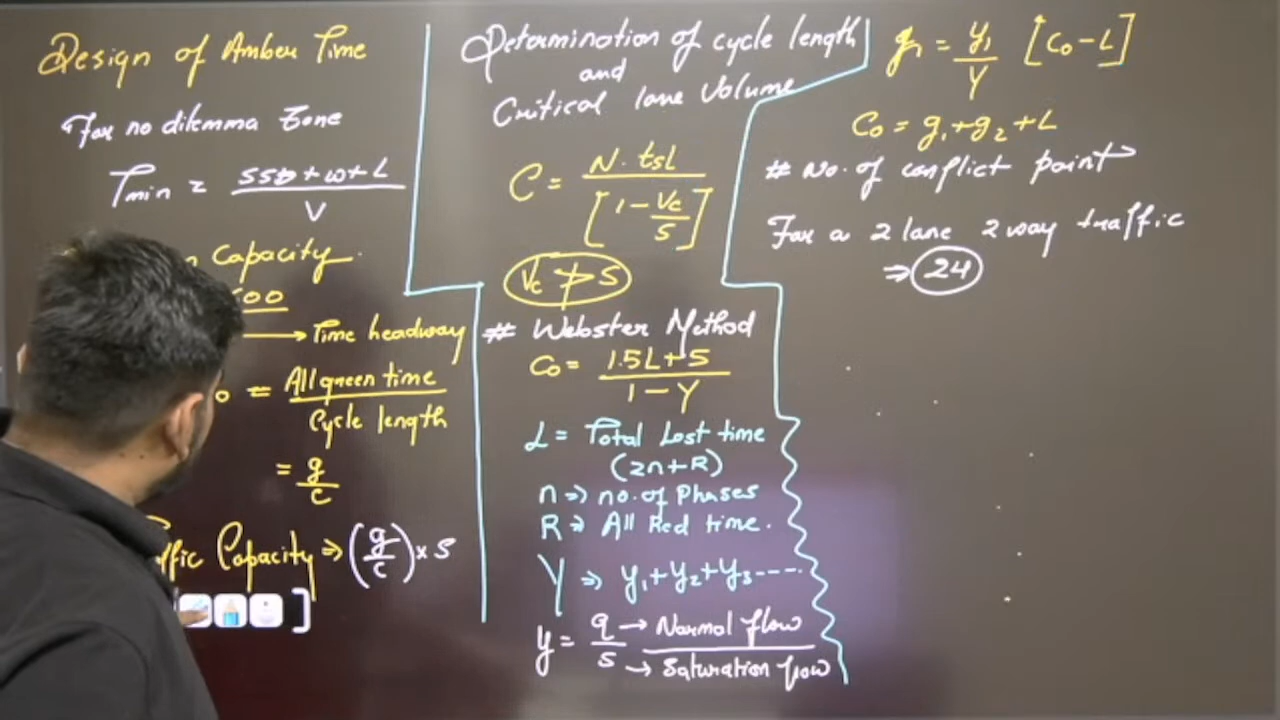 Design of Amber Time
For no dilemma Zone
Tmin = SSD + w + L / V
Capacity
00
→ Time headway
= All green time / Cycle length
= g/c
ffic Capacity ⇒ (g/c) × s
]
Determination of cycle length
and
Critical lane Volume
C = N. tSL / [1 - Vc/S]
Vc ≯ S
# Webster Method
Co = 1.5L + 5 / 1 - Y
L = Total Lost time
(2n + R)
n ⇒ no. of Phases
R ⇒ All Red time.
Y ⇒ y1 + y2 + y3 ----
y = q/s → Normal flow / → Saturation flow
g1 = y1/Y [Co - L]
Co = g1 + g2 + L
# No. of conflict point
For a 2 lane 2 way traffic
⇒ 24